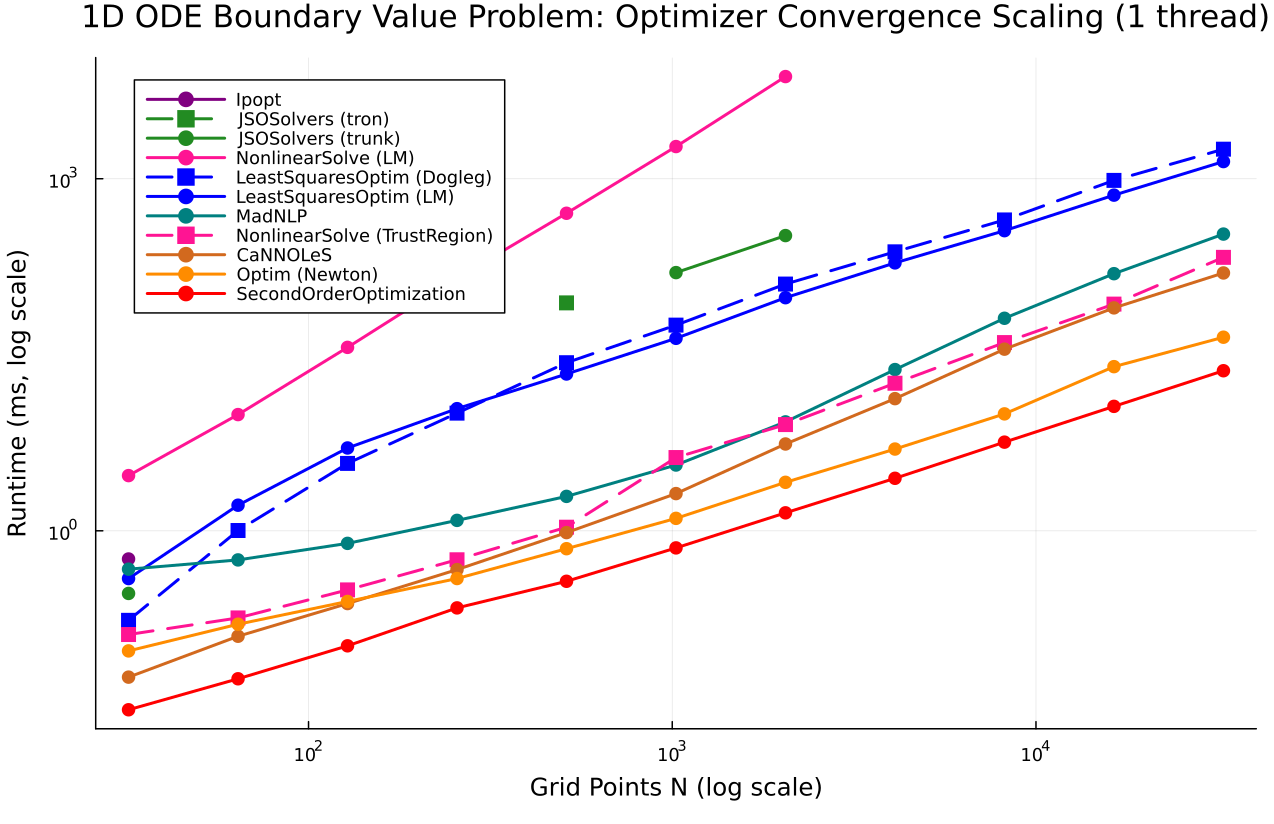 1D ODE Boundary Value Problem: Optimizer Convergence Scaling (1 thread)
Ipopt
JSOSolvers (tron)
JSOSolvers (trunk)
NonlinearSolve (LM)
LeastSquaresOptim (Dogleg)
LeastSquaresOptim (LM)
MadNLP
NonlinearSolve (TrustRegion)
CaNNOLeS
Optim (Newton)
SecondOrderOptimization
Runtime (ms, log scale)
10³
10⁰
10² 10³ 10⁴
Grid Points N (log scale)